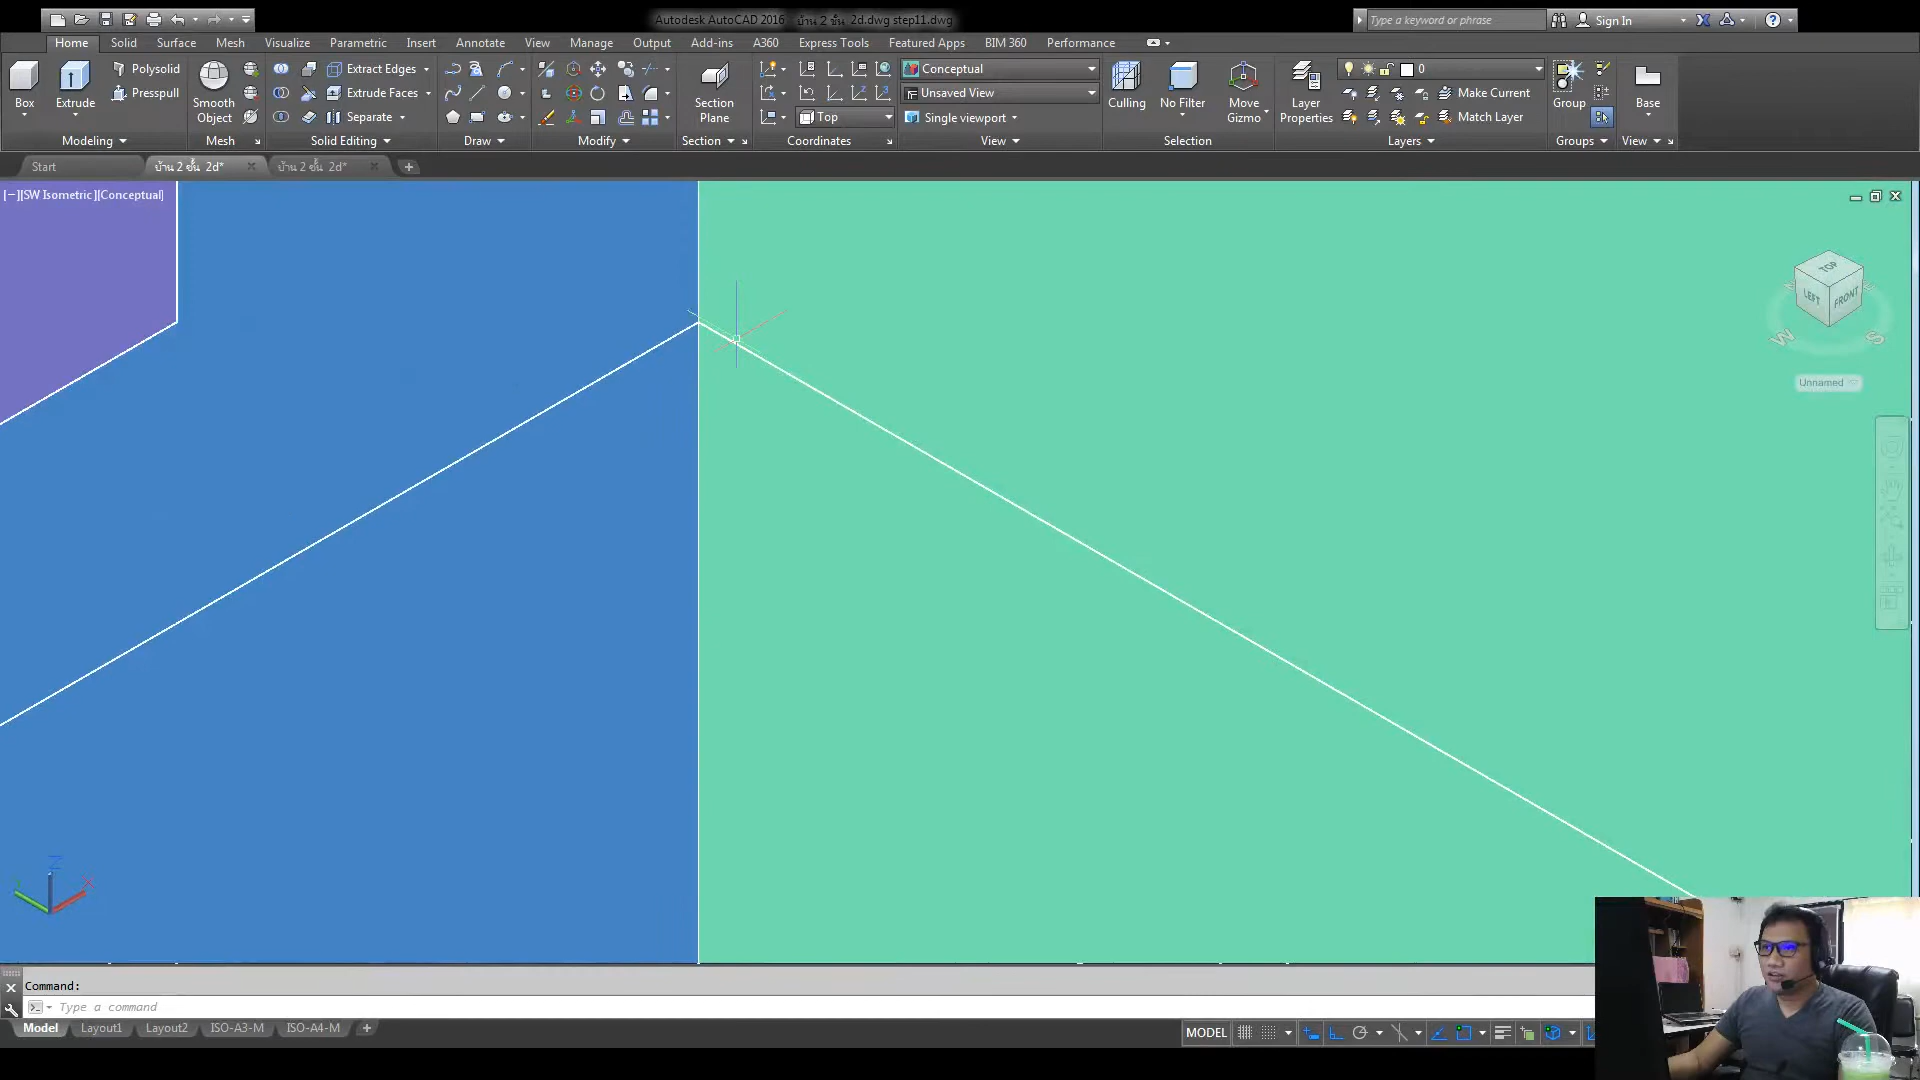 Autodesk AutoCAD 2016 บ้าน 2 ชั้น 2d.dwg step11.dwg
Type a keyword or phrase
Sign In
Home Solid Surface Mesh Visualize Parametric Insert Annotate View Manage Output Add-ins A360 Express Tools Featured Apps BIM 360 Performance
Box
Extrude
Polysolid
Presspull
Modeling
Smooth
Object
Mesh
Extract Edges
Extrude Faces
Separate
Solid Editing
Draw
Modify
Section
Plane
Section
Top
Coordinates
Conceptual
Unsaved View
Single viewport
View
Culling
No Filter
Move
Gizmo
Selection
Layer
Properties
0
Make Current
Match Layer
Layers
Group
Groups
Base
View
Start
บ้าน 2 ชั้น 2d*
บ้าน 2 ชั้น 2d*
[−][SW Isometric][Conceptual]
TOP
LEFT
FRONT
W
S
Unnamed
Z
X
Command:
Type a command
Model Layout1 Layout2 ISO-A3-M ISO-A4-M
MODEL